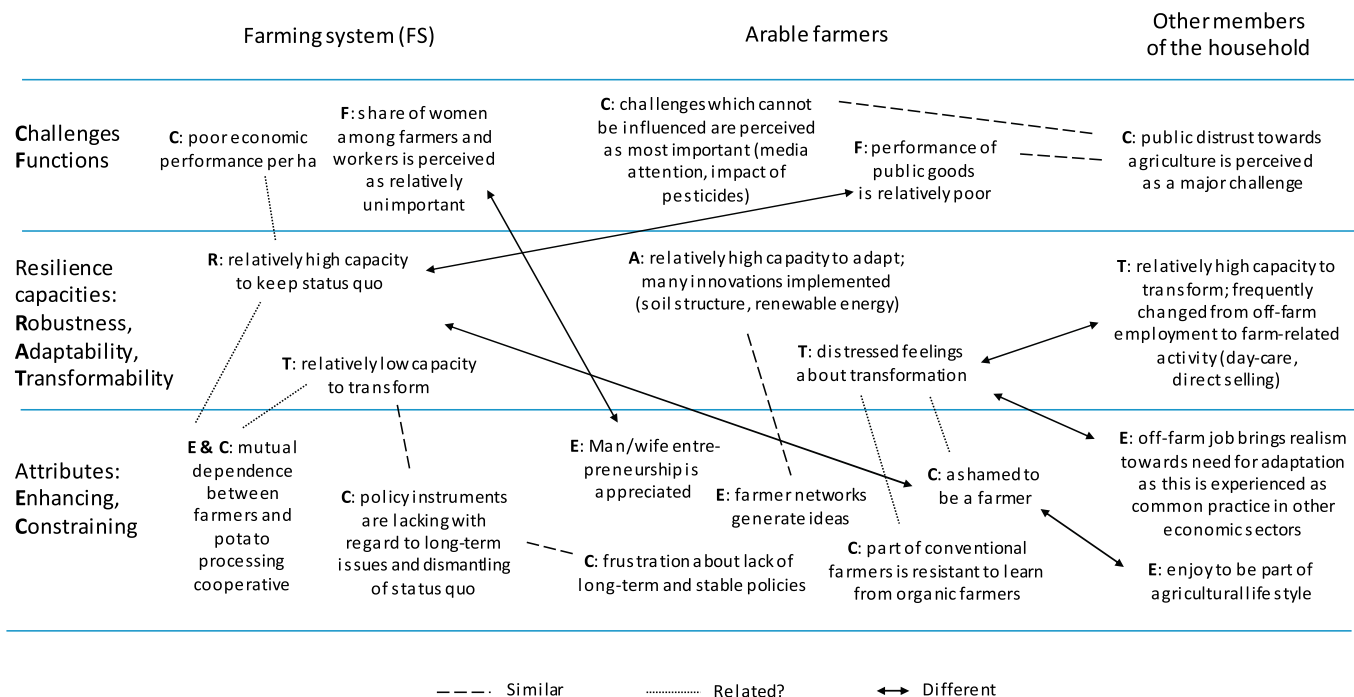 Farming system (FS)
Arable farmers
Other members
of the household
Challenges
Functions
C: poor economic
performance per ha
F: share of women
among farmers and
workers is perceived
as relatively
unimportant
C: challenges which cannot
be influenced are perceived
as most important (media
attention, impact of
pesticides)
F: performance of
public goods
is relatively poor
C: public distrust towards
agriculture is perceived
as a major challenge
Resilience
capacities:
Robustness,
Adaptability,
Transformability
R: relatively high capacity
to keep status quo
T: relatively low capacity
to transform
A: relatively high capacity to adapt;
many innovations implemented
(soil structure, renewable energy)
T: distressed feelings
about transformation
T: relatively high capacity to
transform; frequently
changed from off-farm
employment to farm-related
activity (day-care,
direct selling)
Attributes:
Enhancing,
Constraining
E & C: mutual
dependence
between
farmers and
potato
processing
cooperative
C: policy instruments
are lacking with
regard to long-term
issues and dismantling
of status quo
E: Man/wife entre-
preneurship is
appreciated
E: farmer networks
generate ideas
C: frustration about lack of
long-term and stable policies
C: ashamed to
be a farmer
C: part of conventional
farmers is resistant to learn
from organic farmers
E: off-farm job brings realism
towards need for adaptation
as this is experienced as
common practice in other
economic sectors
E: enjoy to be part of
agricultural life style
Similar
Related?
Different